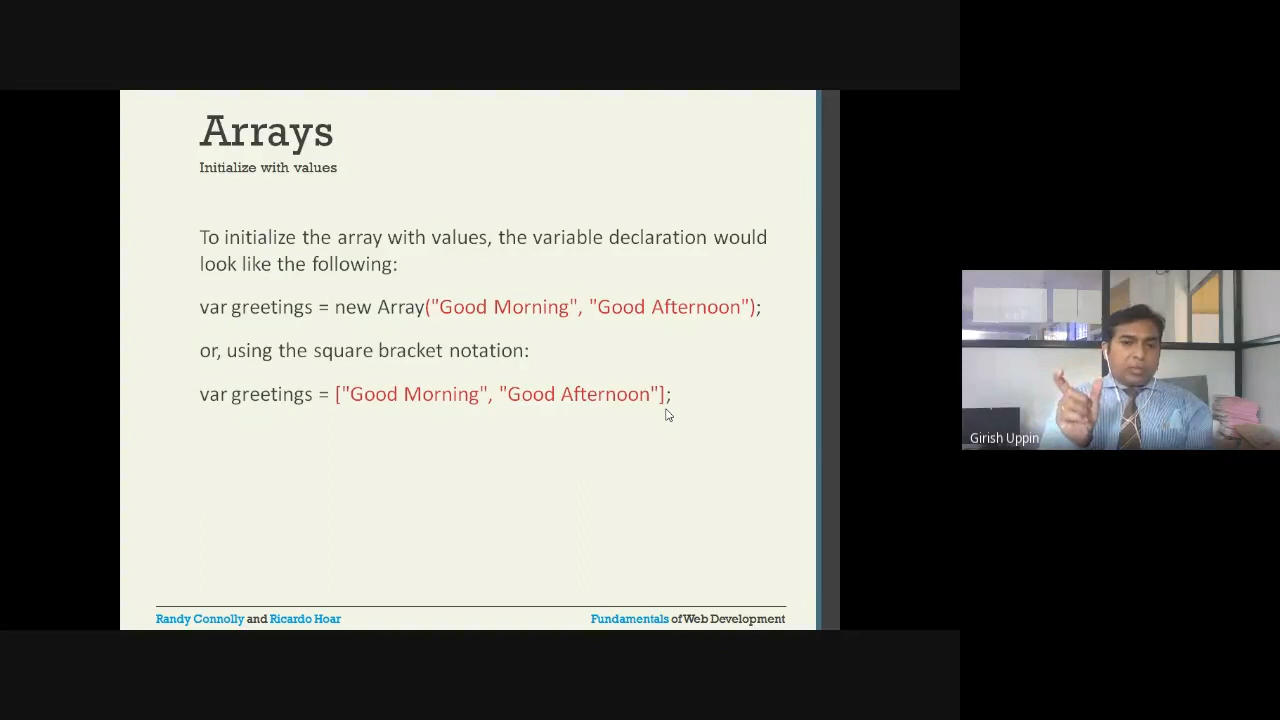 Arrays
Initialize with values
To initialize the array with values, the variable declaration would
look like the following:
var greetings = new Array("Good Morning", "Good Afternoon");
or, using the square bracket notation:
var greetings = ["Good Morning", "Good Afternoon"];
Randy Connolly and Ricardo Hoar
Fundamentals of Web Development
Girish Uppin